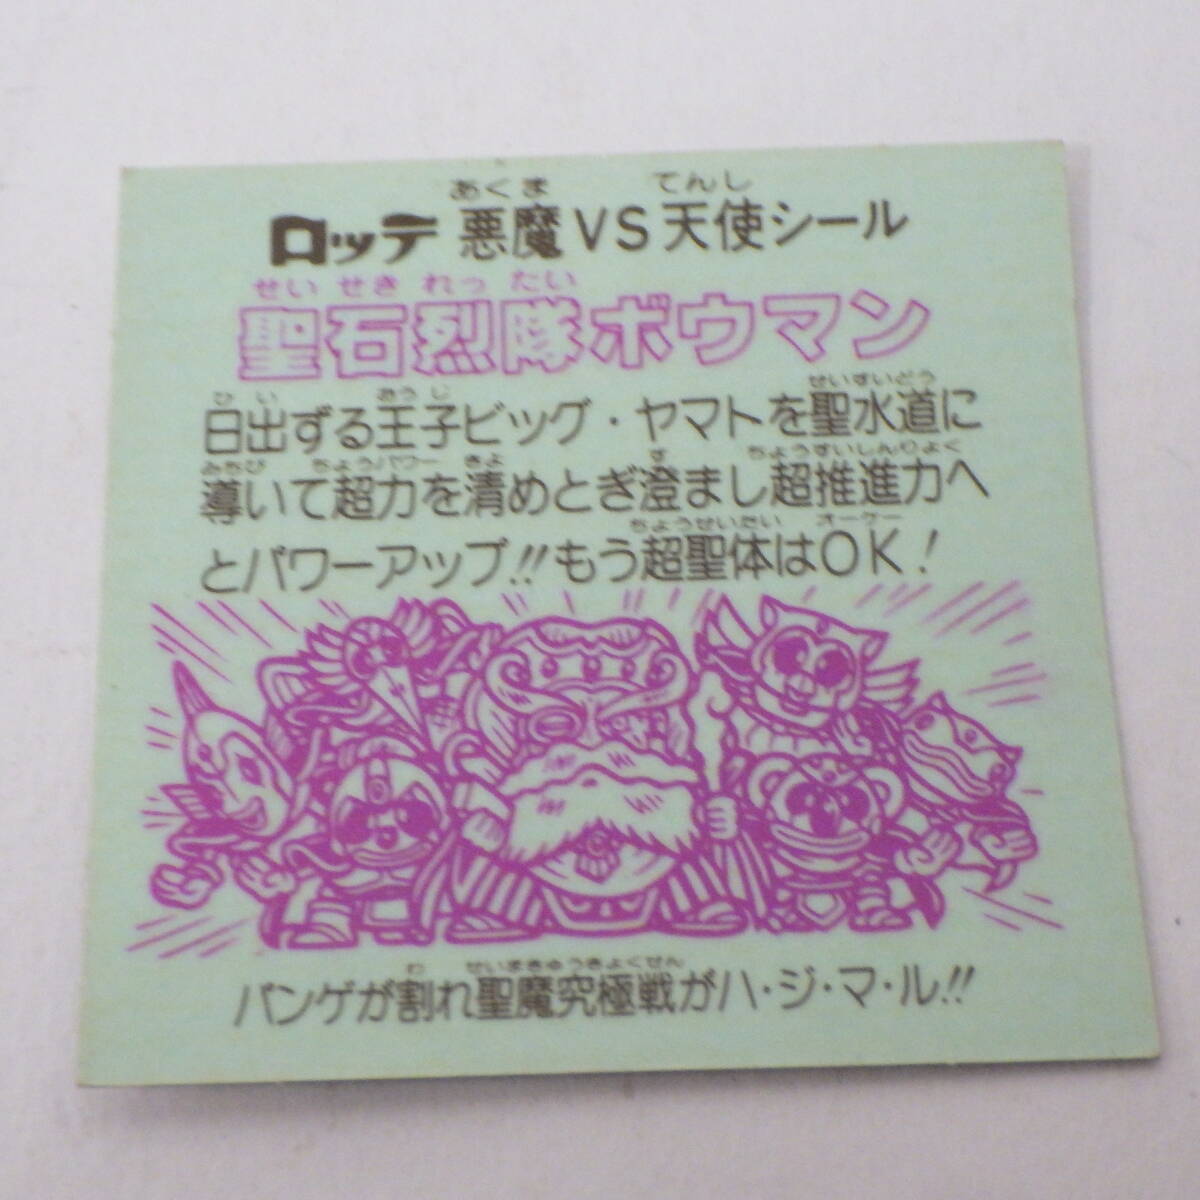 あくま てんし
ロッテ 悪魔VS天使シール
せい せき れっ たい
聖石烈隊ボウマン
ひ い おう じ せいすいどう
日出ずる王子ビッグ・ヤマトを聖水道に
みちび ちょうパワー きよ す ちょうすいしんりょく
導いて超力を清めとぎ澄まし超推進力へ
ちょうせいたい オーケー
とパワーアップ!!もう超聖体はOK!
わ せいまきゅうきょくせん
パンゲが割れ聖魔究極戦がハ・ジ・マ・ル!!